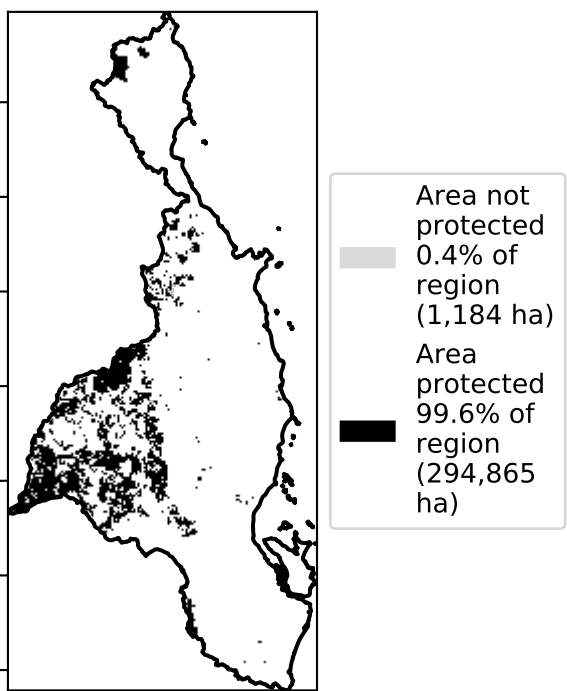 Area not
protected
0.4% of
region
(1,184 ha)
Area
protected
99.6% of
region
(294,865
ha)